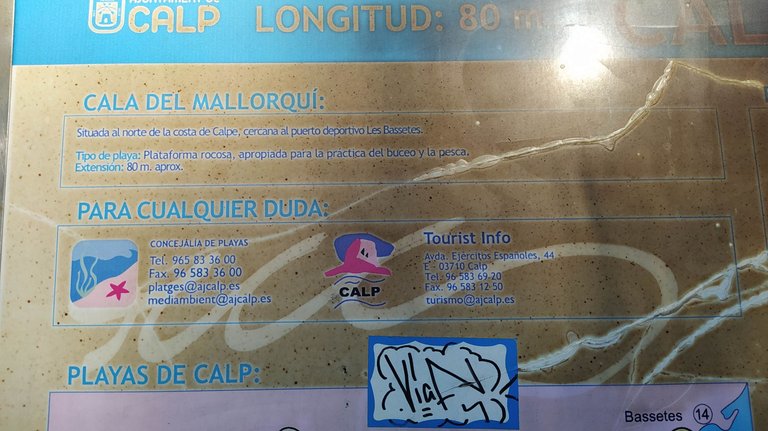 AJUNTAMENT DE
CALP
LONGITUD: 80 m.
CALA DEL MALLORQUÍ:
Situada al norte de la costa de Calpe, cercana al puerto deportivo Les Bassetes.
Tipo de playa: Plataforma rocosa, apropiada para la práctica del buceo y la pesca.
Extensión: 80 m. aprox.
PARA CUALQUIER DUDA:
CONCEJÁLÍA DE PLAYAS
Tel. 965 83 36 00
Fax. 96 583 36 00
platges@ajcalp.es
mediambient@ajcalp.es
CALP
Tourist Info
Avda. Ejércitos Españoles, 44
E - 03710 Calp
Tel. 96 583 69 20
Fax. 96 583 12 50
turismo@ajcalp.es
PLAYAS DE CALP:
Bassetes 14